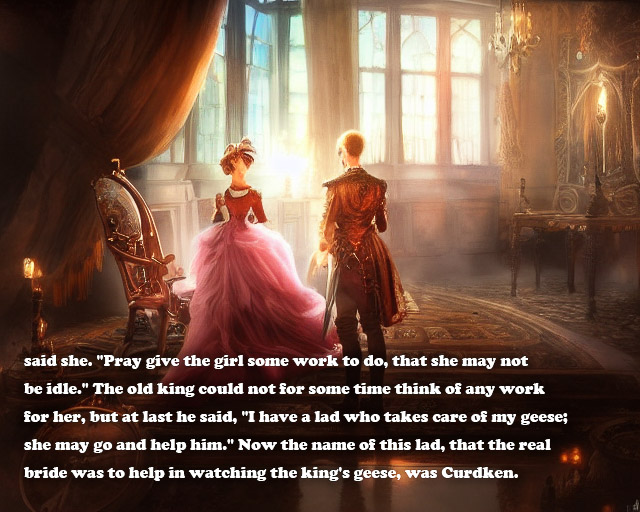 said she. "Pray give the girl some work to do, that she may not
be idle." The old king could not for some time think of any work
for her, but at last he said, "I have a lad who takes care of my geese;
she may go and help him." Now the name of this lad, that the real
bride was to help in watching the king's geese, was Curdken.